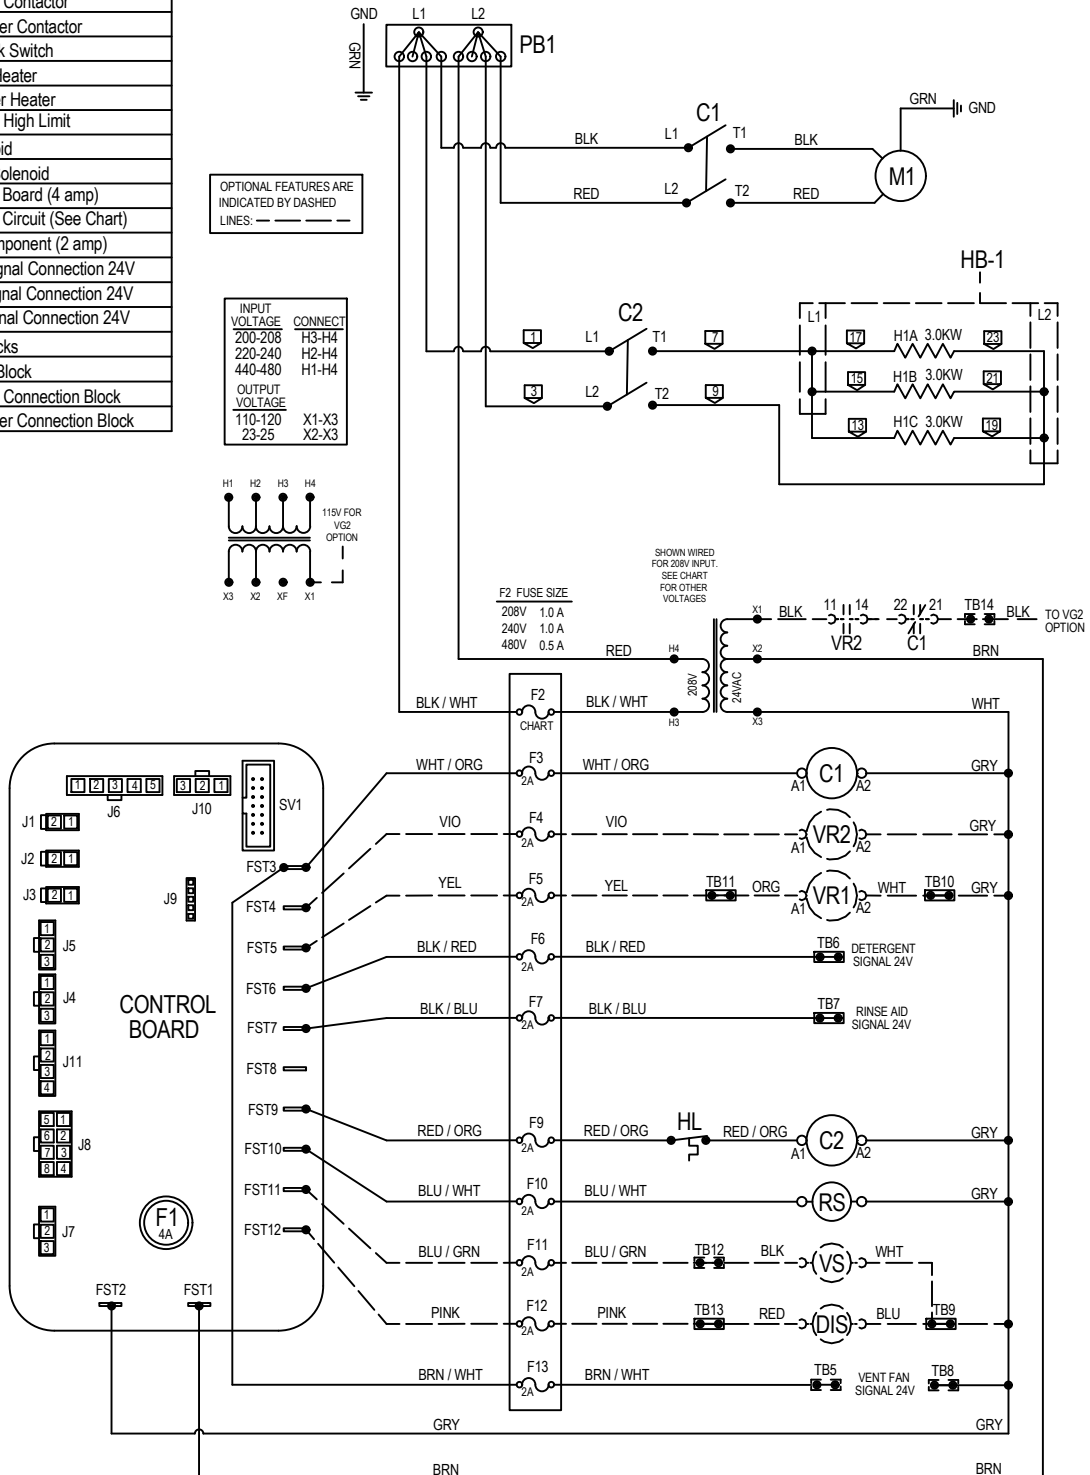 Contactor
er Contactor
k Switch
Heater
er Heater
High Limit
oid
Solenoid
Board (4 amp)
Circuit (See Chart)
mponent (2 amp)
gnal Connection 24V
gnal Connection 24V
nal Connection 24V
cks
Block
Connection Block
er Connection Block
GND L1 L2
GRN
PB1
C1
BLK L1 T1 BLK
RED L2 T2 RED
GRN GND
M1
OPTIONAL FEATURES ARE
INDICATED BY DASHED
LINES:
HB-1
C2
1 L1 T1 7
3 L2 T2 9
L1 L2
17 H1A 3.0KW 23
15 H1B 3.0KW 21
13 H1C 3.0KW 19
INPUT
VOLTAGE CONNECT
200-208 H3-H4
220-240 H2-H4
440-480 H1-H4
OUTPUT
VOLTAGE
110-120 X1-X3
23-25 X2-X3
H1 H2 H3 H4
115V FOR
VG2
OPTION
X3 X2 XF X1
F2 FUSE SIZE
208V 1.0 A
240V 1.0 A
480V 0.5 A
SHOWN WIRED
FOR 208V INPUT.
SEE CHART
FOR OTHER
VOLTAGES
X1 BLK 11 14 22 21 TB14 BLK TO VG2
OPTION
VR2 C1
RED H4 X2 BRN
208V 24VAC
BLK / WHT F2 BLK / WHT H3 X3 WHT
CHART
WHT / ORG F3 WHT / ORG C1 GRY
2A A1 A2
VIO F4 VIO VR2 GRY
2A A1 A2
YEL F5 YEL TB11 ORG VR1 WHT TB10 GRY
2A A1 A2
BLK / RED F6 BLK / RED TB6 DETERGENT
SIGNAL 24V
2A
BLK / BLU F7 BLK / BLU TB7 RINSE AID
SIGNAL 24V
2A
RED / ORG F9 RED / ORG HL RED / ORG C2 GRY
2A A1 A2
BLU / WHT F10 BLU / WHT RS GRY
2A
BLU / GRN F11 BLU / GRN TB12 BLK VS WHT
2A
PINK F12 PINK TB13 RED DIS BLU TB9
2A
BRN / WHT F13 BRN / WHT TB5 VENT FAN TB8
SIGNAL 24V
2A
GRY GRY
BRN BRN
1 2 3 4 5
J6
3 2 1
J10
SV1
J1 2 1
J2 2 1
J3 2 1
J9
1
2 J5
3
1
2 J4
3
1
2
3 J11
4
5 1
6 2
7 3 J8
8 4
1
2 J7
3
CONTROL
BOARD
FST3
FST4
FST5
FST6
FST7
FST8
FST9
FST10
FST11
FST12
F1
4A
FST2 FST1